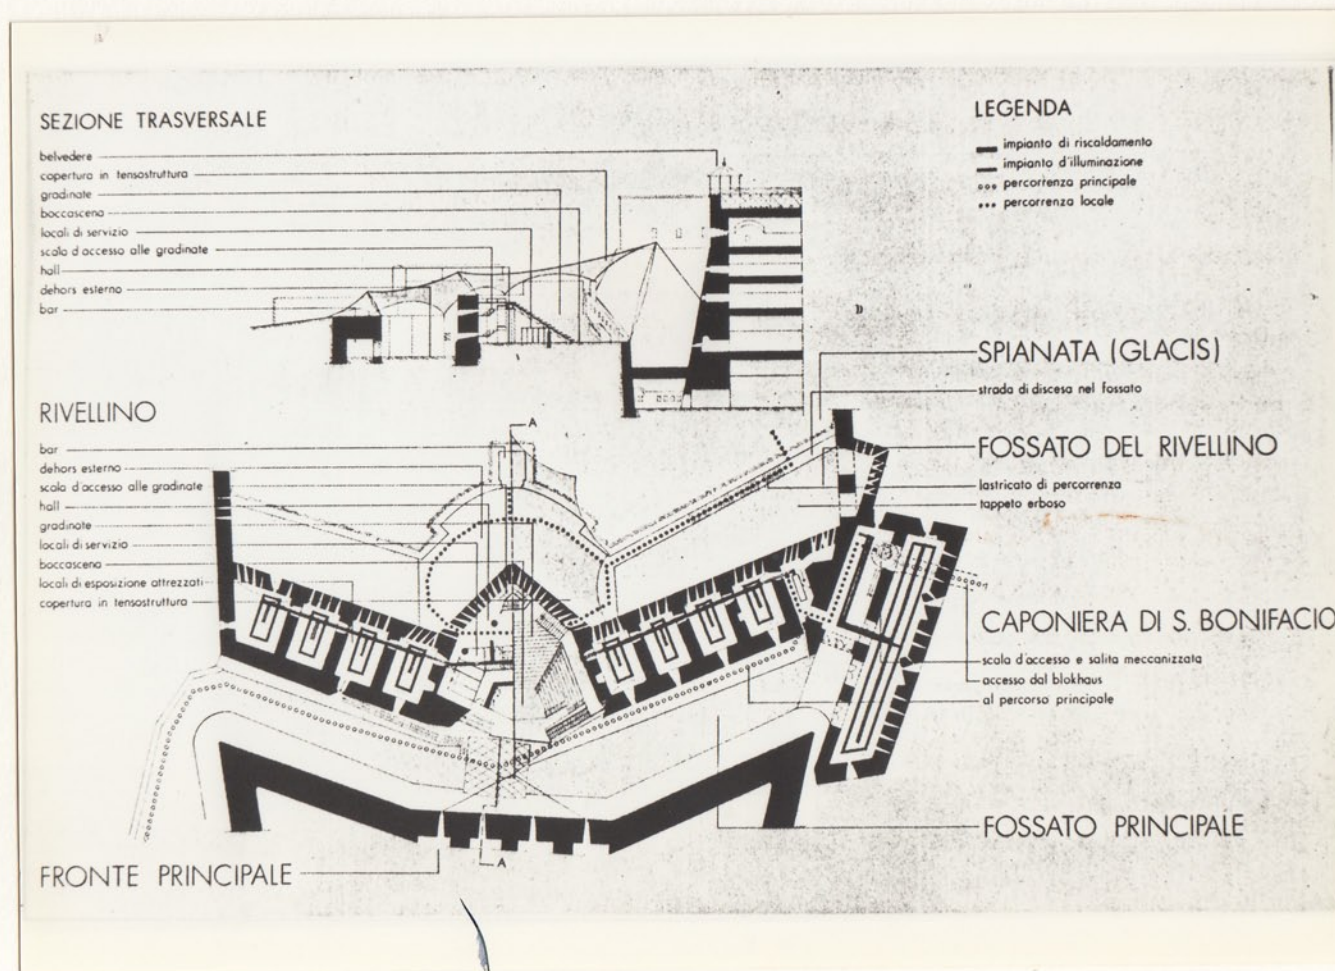 SEZIONE TRASVERSALE
belvedere
copertura in tensostruttura
gradinate
boccascena
locali di servizio
scala d'accesso alle gradinate
hall
dehors esterno
bar
LEGENDA
impianto di riscaldamento
impianto d'illuminazione
percorrenza principale
percorrenza locale
SPIANATA (GLACIS)
strada di discesa nel fossato
RIVELLINO
bar
dehors esterno
scala d'accesso alle gradinate
hall
gradinate
locali di servizio
boccascena
locali di esposizione attrezzati
copertura in tensostruttura
A
FOSSATO DEL RIVELLINO
lastricato di percorrenza
tappeto erboso
CAPONIERA DI S. BONIFACIO
scala d'accesso e salita meccanizzata
accesso dal blokhaus
al percorso principale
FOSSATO PRINCIPALE
A
FRONTE PRINCIPALE